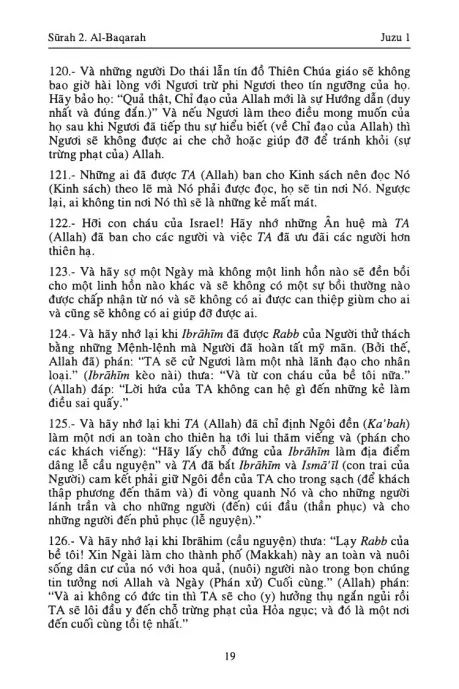 Sūrah 2. Al-Baqarah Juzu 1
120.- Và những người Do thái lẫn tín đồ Thiên Chúa giáo sẽ không
bao giờ hài lòng với Ngươi trừ phi Ngươi theo tín ngưỡng của họ.
Hãy bảo họ: “Quả thật, Chỉ đạo của Allah mới là sự Hướng dẫn (duy
nhất và đúng đắn.)” Và nếu Ngươi làm theo điều mong muốn của
họ sau khi Ngươi đã tiếp thu sự hiểu biết (về Chỉ đạo của Allah) thì
Ngươi sẽ không được ai che chở hoặc giúp đỡ để tránh khỏi (sự
trừng phạt của) Allah.
121.- Những ai đã được TA (Allah) ban cho Kinh sách nên đọc Nó
(Kinh sách) theo lẽ mà Nó phải được đọc, họ sẽ tin nơi Nó. Ngược
lại, ai không tin nơi Nó thì sẽ là những kẻ mất mát.
122.- Hỡi con cháu của Israel! Hãy nhớ những Ân huệ mà TA
(Allah) đã ban cho các người và việc TA đã ưu đãi các người hơn
thiên hạ.
123.- Và hãy sợ một Ngày mà không một linh hồn nào sẽ đền bồi
cho một linh hồn nào khác và sẽ không có một sự bồi thường nào
được chấp nhận từ nó và sẽ không có ai được can thiệp giùm cho ai
và cũng sẽ không có ai giúp đỡ được ai.
124.- Và hãy nhớ lại khi Ibrāhīm đã được Rabb của Người thử thách
bằng những Mệnh-lệnh mà Người đã hoàn tất mỹ mãn. (Bởi thế,
Allah đã) phán: “TA sẽ cử Ngươi làm một nhà lãnh đạo cho nhân
loại.” (Ibrāhīm kèo nài) thưa: “Và từ con cháu của bề tôi nữa.”
(Allah) đáp: “Lời hứa của TA không can hệ gì đến những kẻ làm
điều sai quấy.”
125.- Và hãy nhớ lại khi TA (Allah) đã chỉ định Ngôi đền (Ka'bah)
làm một nơi an toàn cho thiên hạ tới lui thăm viếng và (phán cho
các khách viếng): “Hãy lấy chỗ đứng của Ibrāhīm làm địa điểm
dâng lễ cầu nguyện” và TA đã bắt Ibrāhīm và Ismā'īl (con trai của
Người) cam kết phải giữ Ngôi đền của TA cho trong sạch (để khách
thập phương đến thăm và) đi vòng quanh Nó và cho những người
lánh trần và cho những người (đến) cúi đầu (thần phục) và cho
những người đến phủ phục (lễ nguyện).”
126.- Và hãy nhớ lại khi Ibrāhim (cầu nguyện) thưa: “Lạy Rabb của
bề tôi! Xin Ngài làm cho thành phố (Makkah) này an toàn và nuôi
sống dân cư của nó với hoa quả, (nuôi) người nào trong bọn chúng
tin tưởng nơi Allah và Ngày (Phán xử) Cuối cùng.” (Allah) phán:
“Và ai không có đức tin thì TA sẽ cho (y) hưởng thụ ngắn ngủi rồi
TA sẽ lôi đầu y đến chỗ trừng phạt của Hỏa ngục; và đó là một nơi
đến cuối cùng tồi tệ nhất.”
19